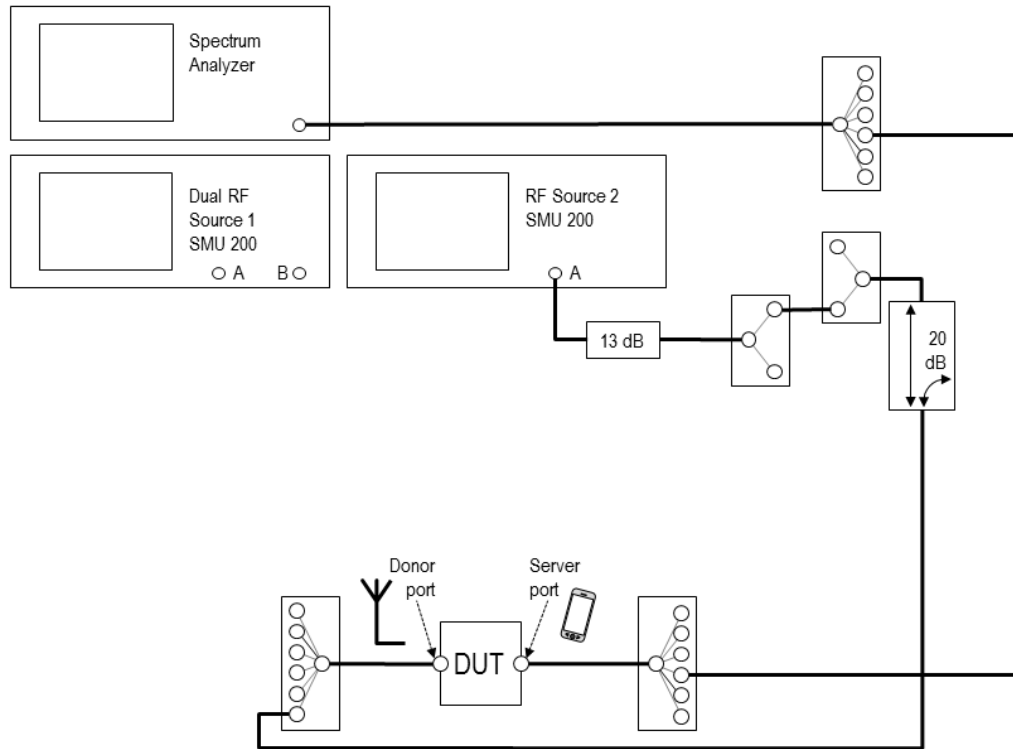 Spectrum
Analyzer
Dual RF
Source 1
SMU 200
A
B
RF Source 2
SMU 200
A
13 dB
20
dB
Donor
port
Server
port
DUT